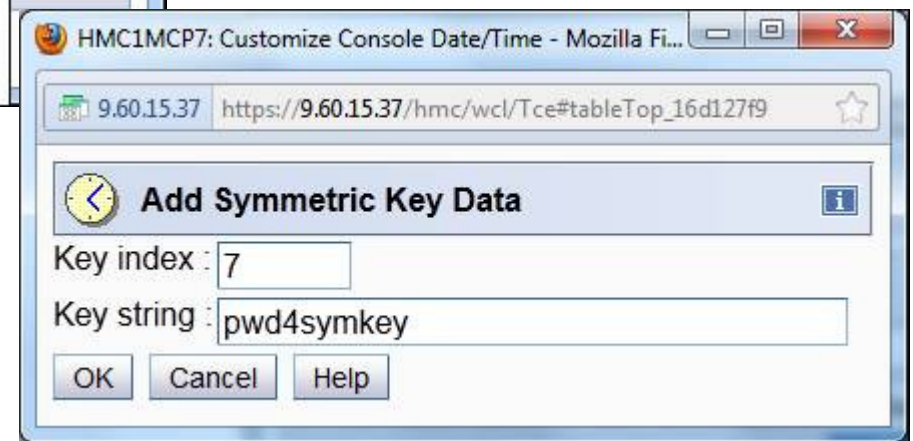 HMC1MCP7: Customize Console Date/Time - Mozilla Fi...
9.60.15.37 https://9.60.15.37/hmc/wcl/Tce#tableTop_16d127f9
Add Symmetric Key Data
Key index : 7
Key string : pwd4symkey
OK Cancel Help